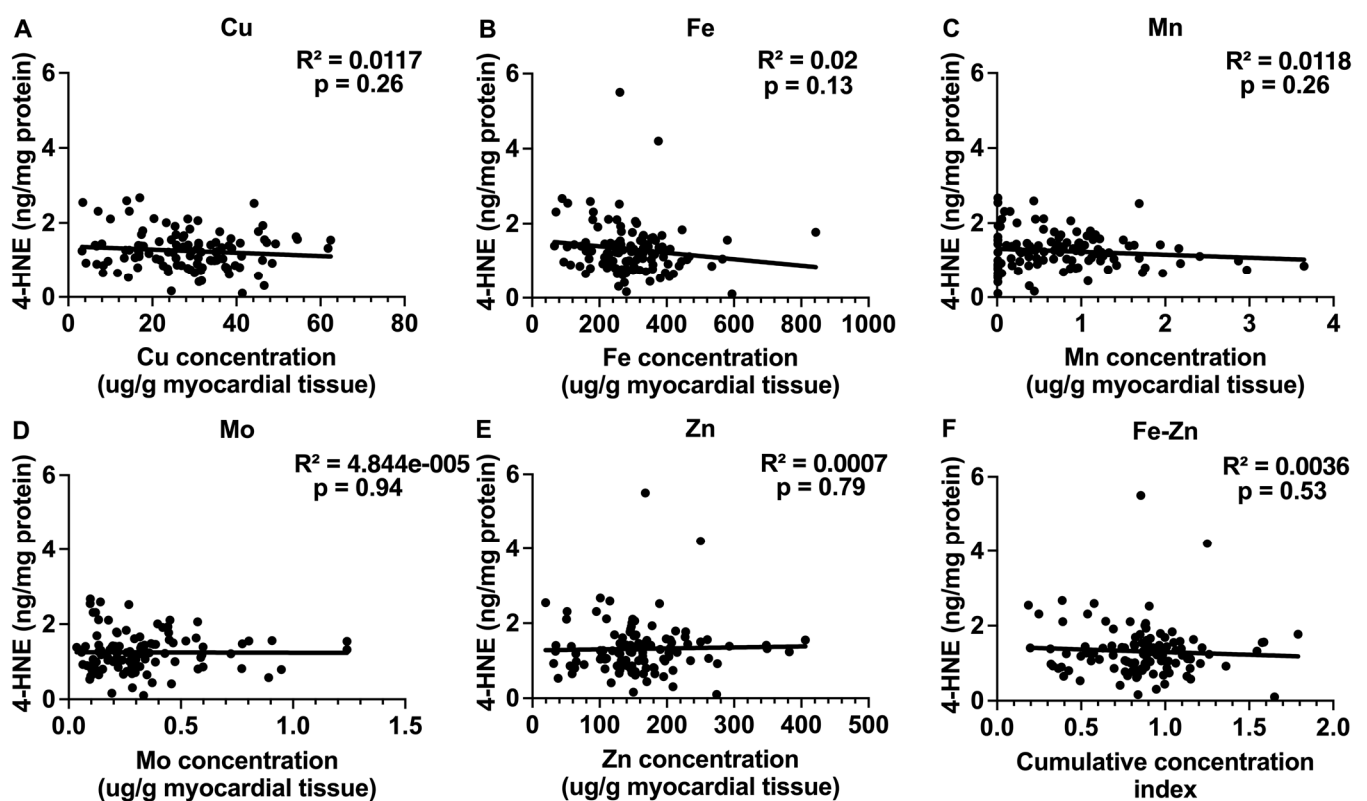 A Cu
R² = 0.0117
p = 0.26
4-HNE (ng/mg protein)
6
4
2
0
0 20 40 60 80
Cu concentration
(ug/g myocardial tissue)
B Fe
R² = 0.02
p = 0.13
4-HNE (ng/mg protein)
6
4
2
0
0 200 400 600 800 1000
Fe concentration
(ug/g myocardial tissue)
C Mn
R² = 0.0118
p = 0.26
4-HNE (ng/mg protein)
6
4
2
0
0 1 2 3 4
Mn concentration
(ug/g myocardial tissue)
D Mo
R² = 4.844e-005
p = 0.94
4-HNE (ng/mg protein)
6
4
2
0
0.0 0.5 1.0 1.5
Mo concentration
(ug/g myocardial tissue)
E Zn
R² = 0.0007
p = 0.79
4-HNE (ng/mg protein)
6
4
2
0
0 100 200 300 400 500
Zn concentration
(ug/g myocardial tissue)
F Fe-Zn
R² = 0.0036
p = 0.53
4-HNE (ng/mg protein)
6
4
2
0
0.0 0.5 1.0 1.5 2.0
Cumulative concentration
index